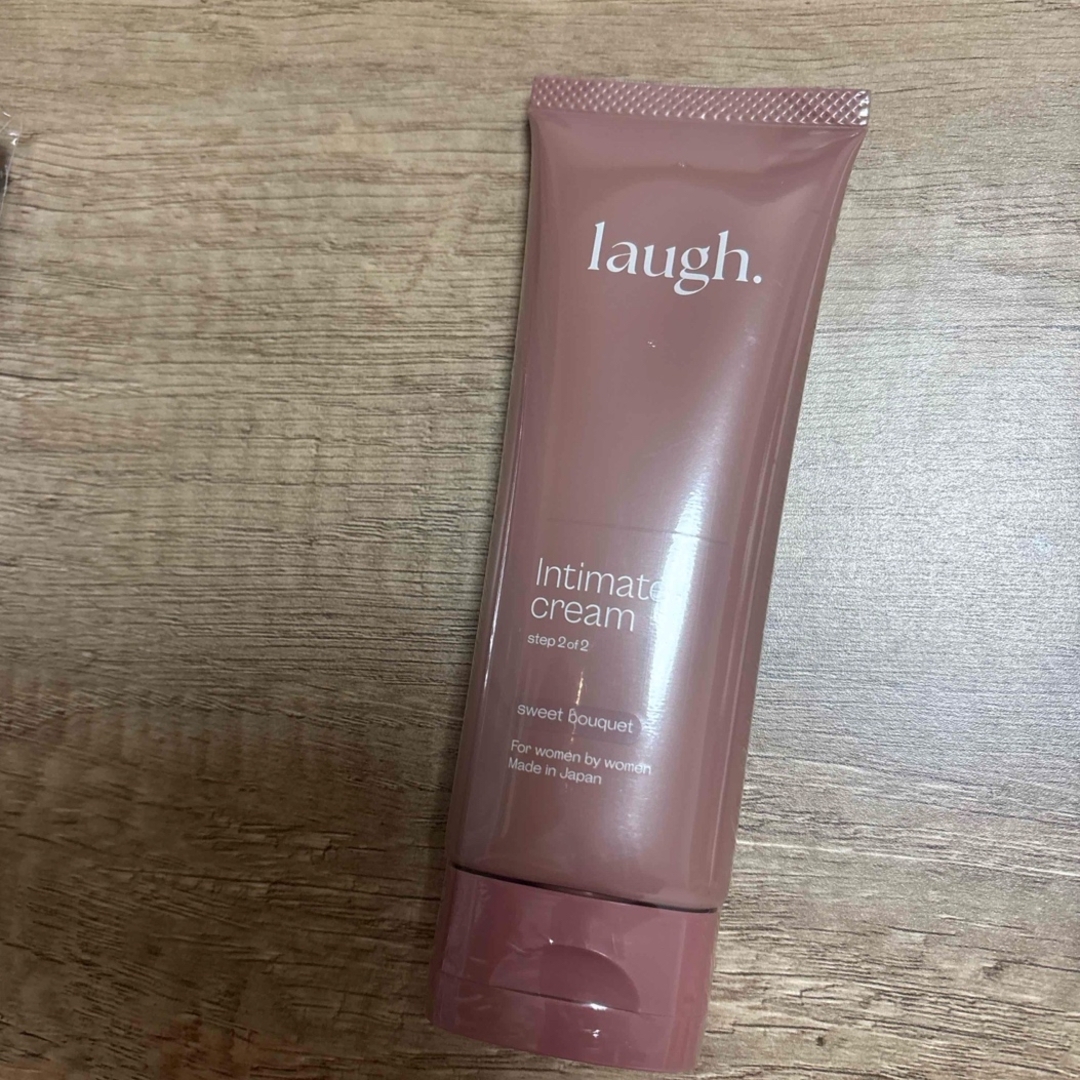 laugh.
Intimate
cream
step 2 of 2
sweet bouquet
For women by women
Made in Japan